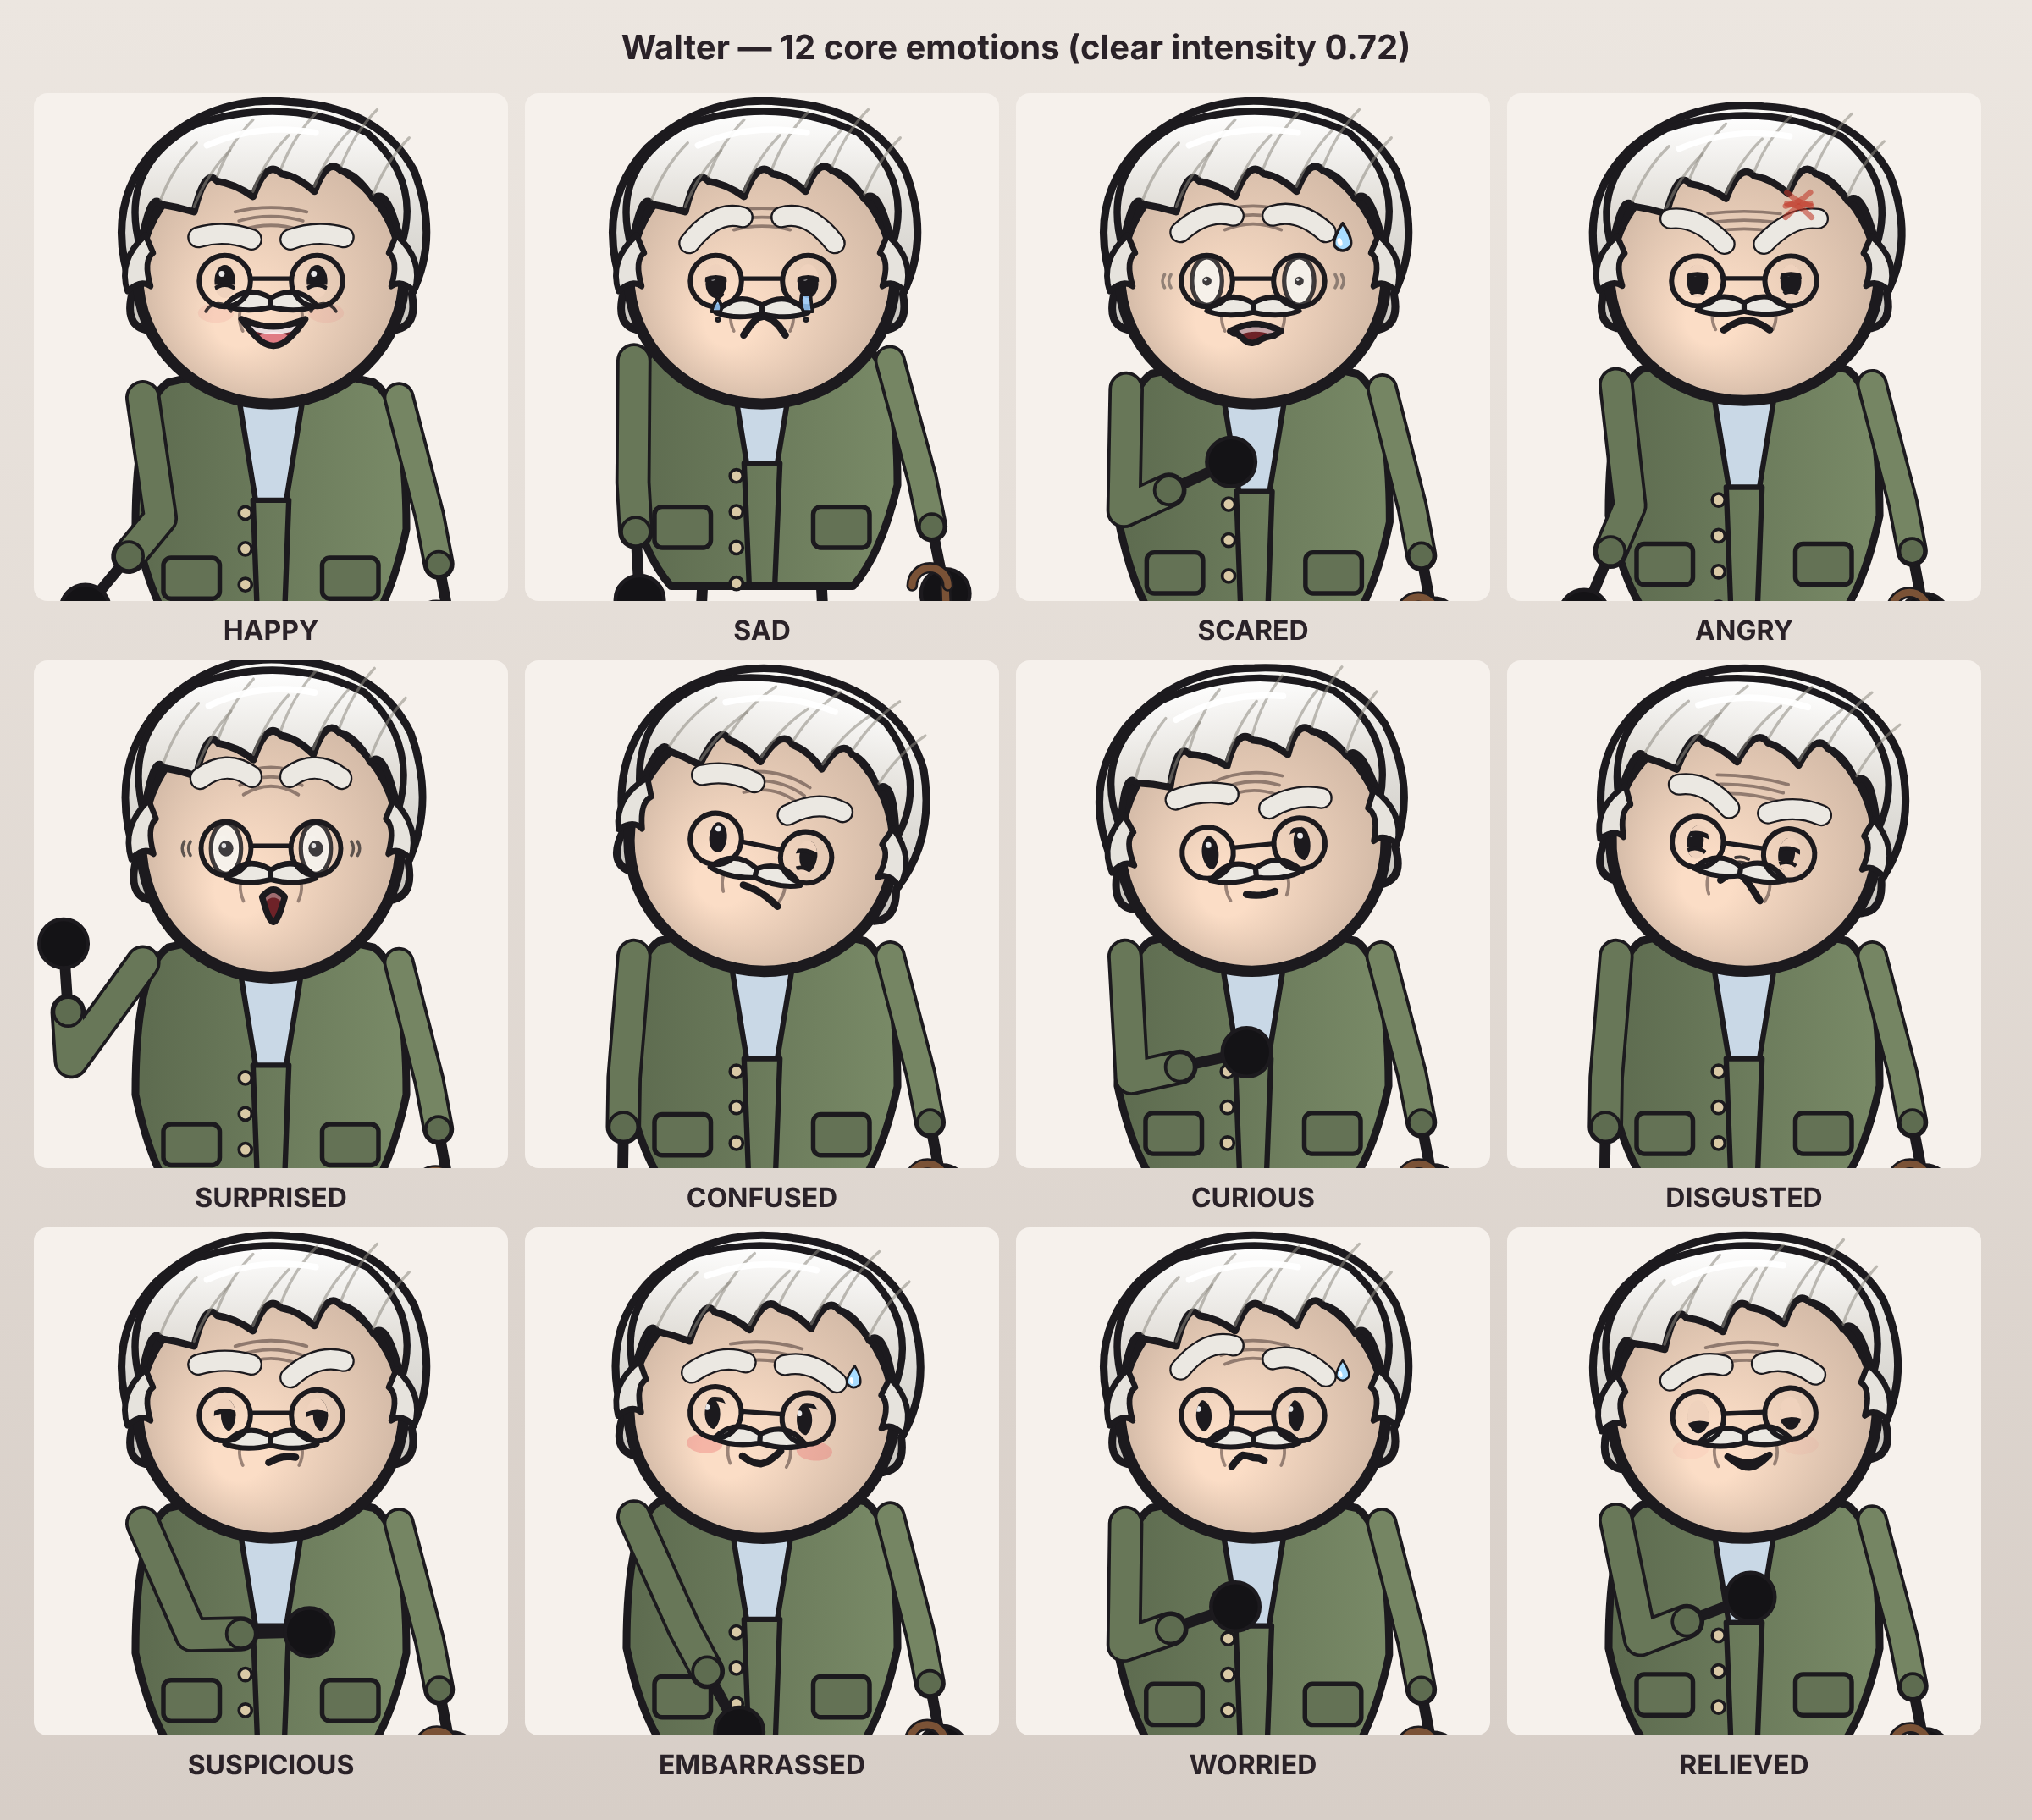 Walter — 12 core emotions (clear intensity 0.72)
HAPPY
SAD
SCARED
ANGRY
SURPRISED
CONFUSED
CURIOUS
DISGUSTED
SUSPICIOUS
EMBARRASSED
WORRIED
RELIEVED